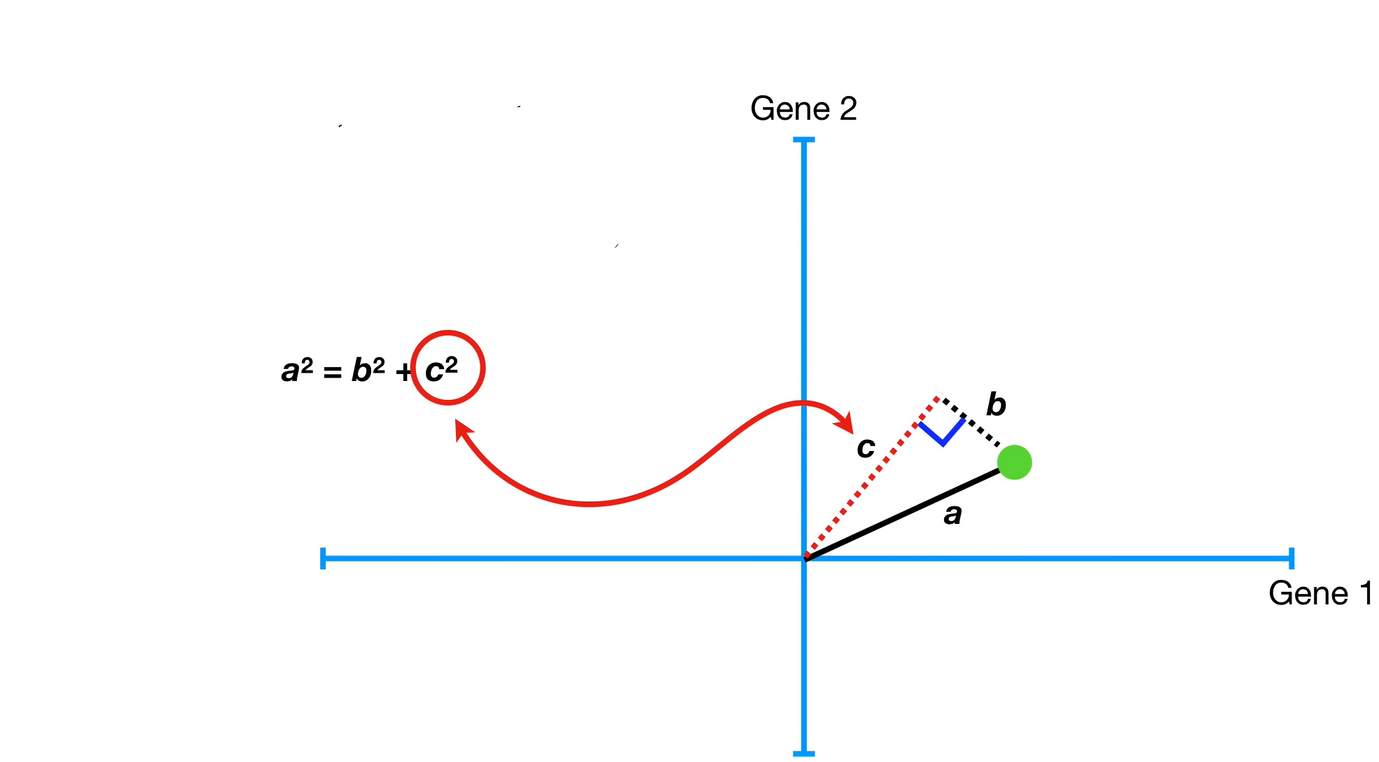 Gene 2
a² = b² + c²
b
c
a
Gene 1